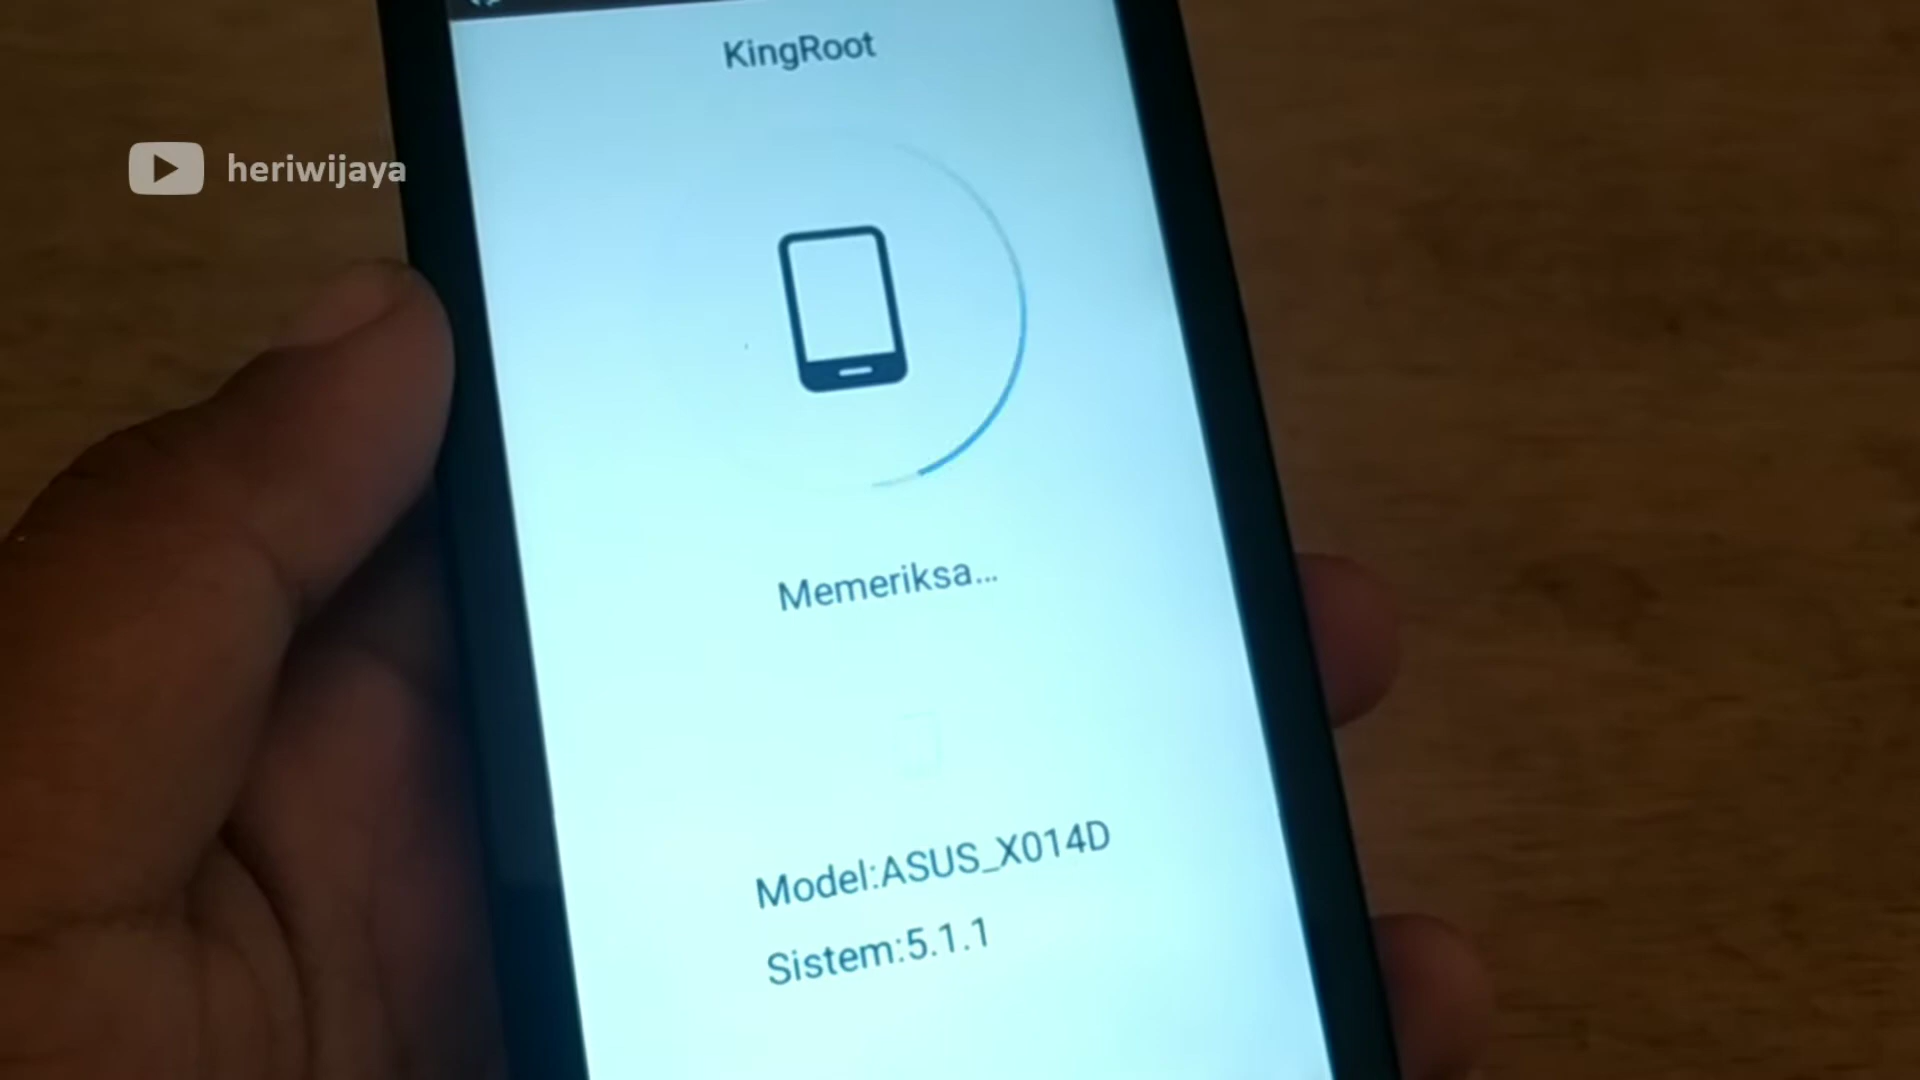 KingRoot
heriwijaya
Memeriksa...
Model:ASUS_X014D
Sistem:5.1.1